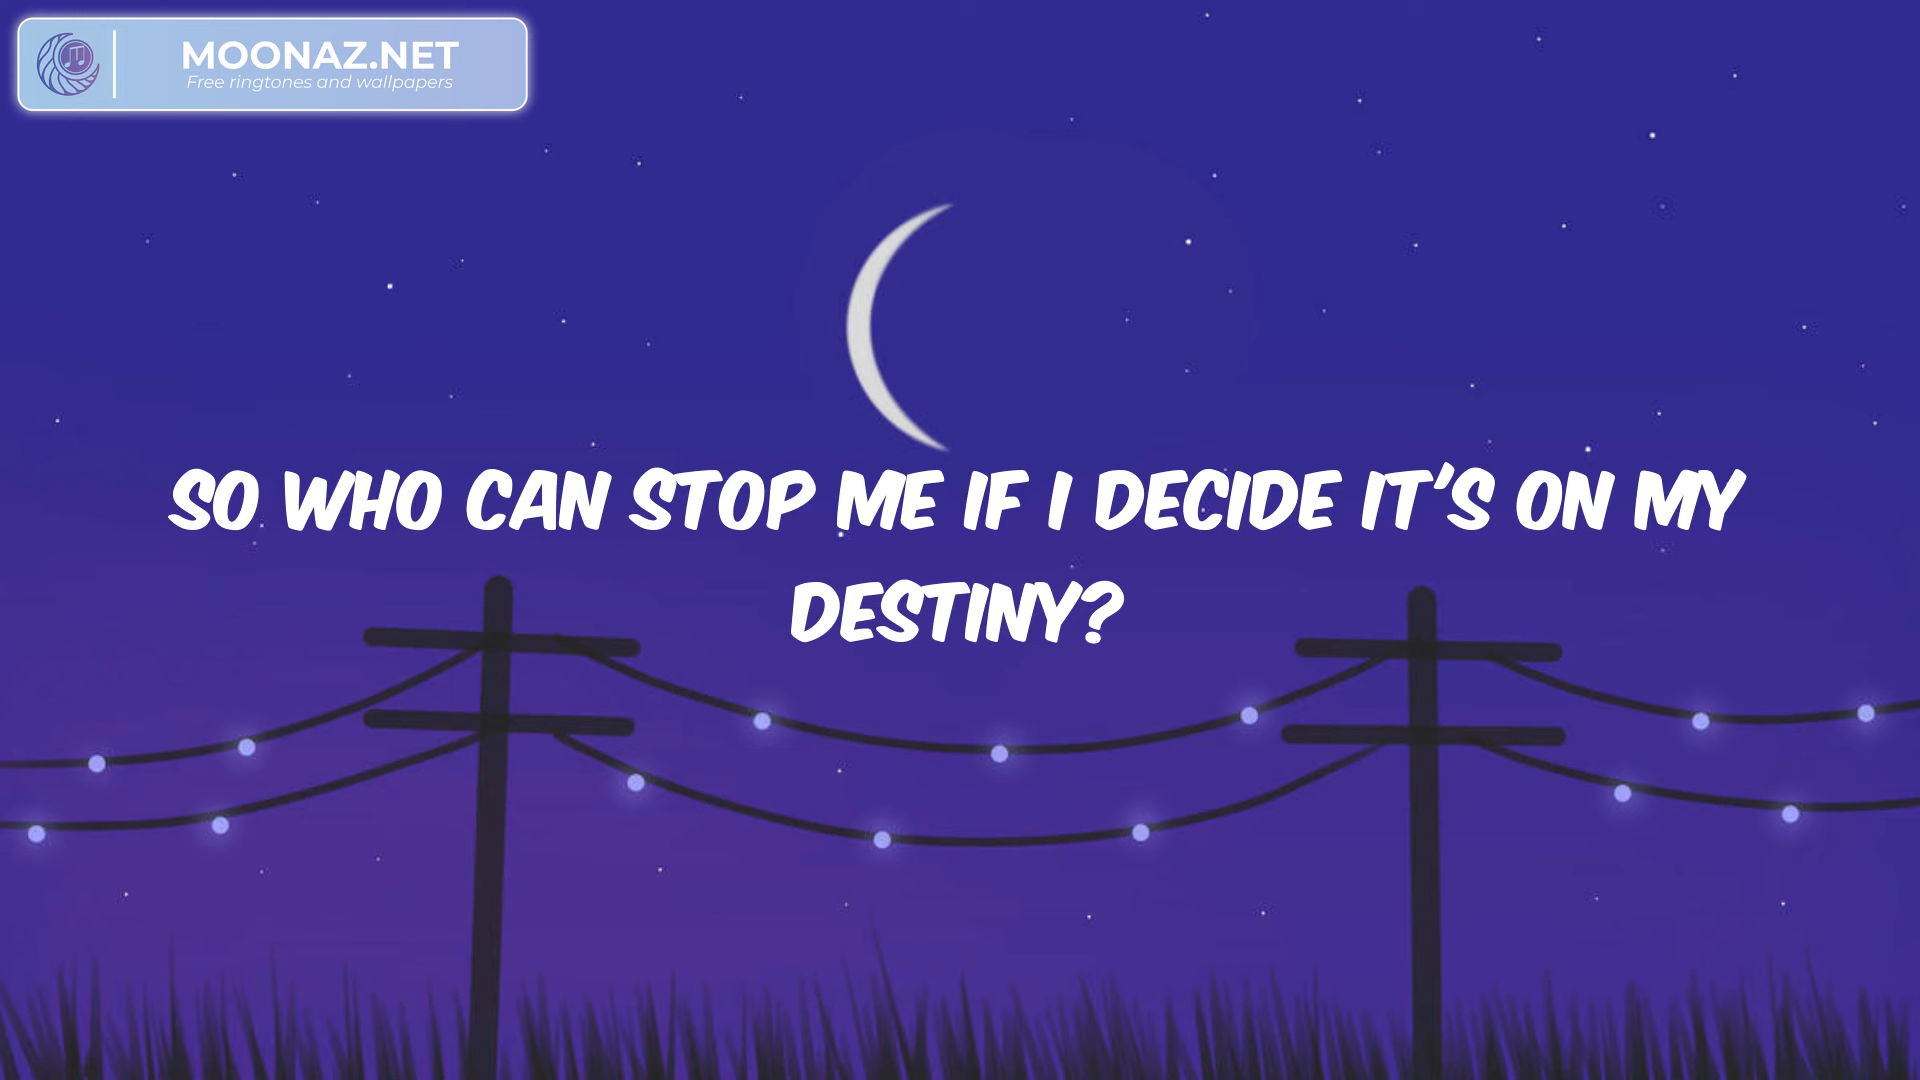 MOONAZ.NET
Free ringtones and wallpapers
SO WHO CAN STOP ME IF I DECIDE IT'S ON MY
DESTINY?